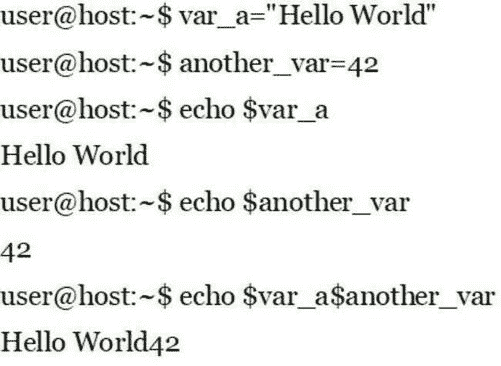 user@host:~$ var_a="Hello World"
user@host:~$ another_var=42
user@host:~$ echo $var_a
Hello World
user@host:~$ echo $another_var
42
user@host:~$ echo $var_a$another_var
Hello World42